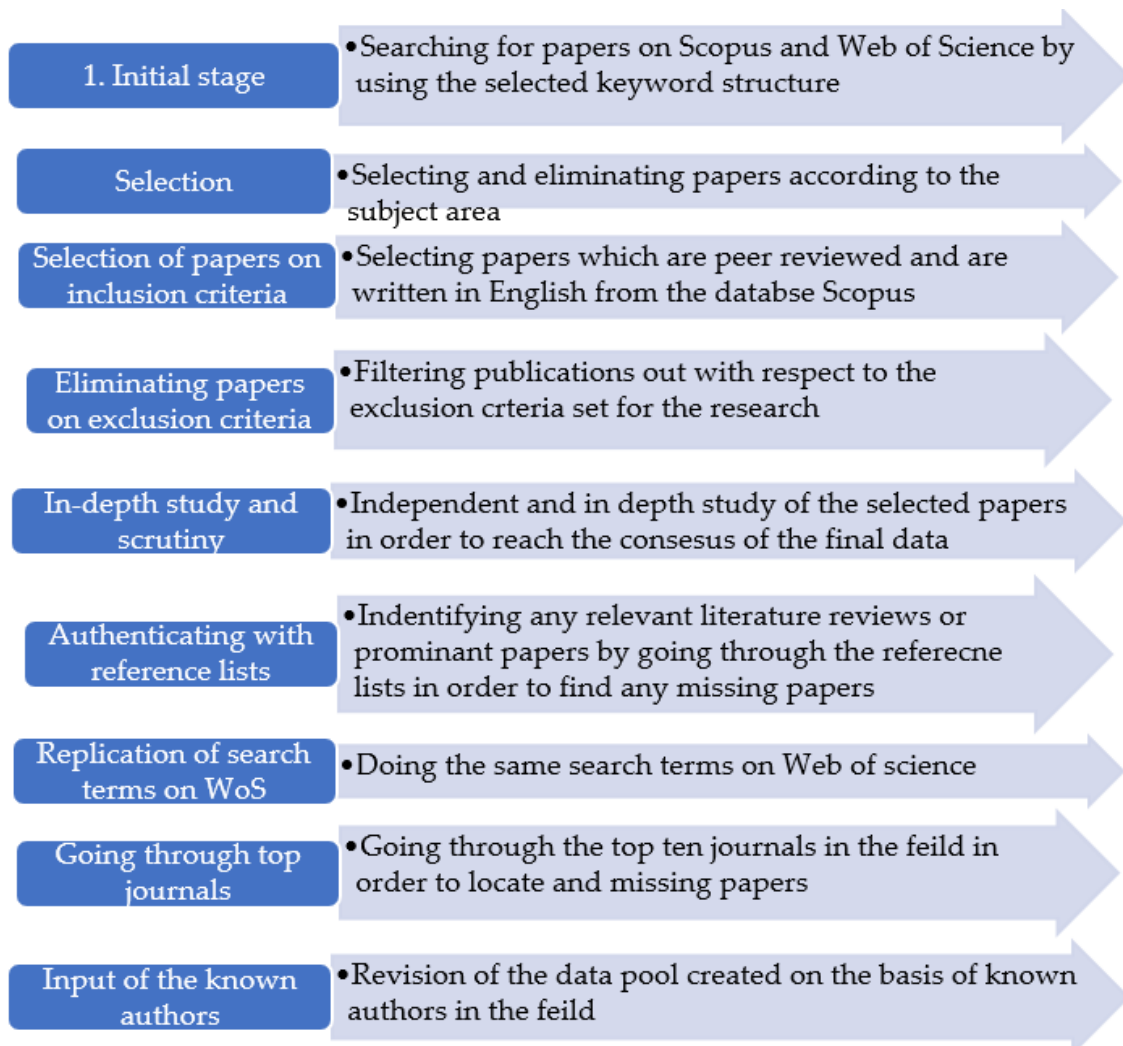 1. Initial stage
•Searching for papers on Scopus and Web of Science by
using the selected keyword structure
Selection
•Selecting and eliminating papers according to the
subject area
Selection of papers on
inclusion criteria
•Selecting papers which are peer reviewed and are
written in English from the databse Scopus
Eliminating papers
on exclusion criteria
•Filtering publications out with respect to the
exclusion crteria set for the research
In-depth study and
scrutiny
•Independent and in depth study of the selected papers
in order to reach the consesus of the final data
Authenticating with
reference lists
•Indentifying any relevant literature reviews or
prominant papers by going through the referecne
lists in order to find any missing papers
Replication of search
terms on WoS
•Doing the same search terms on Web of science
Going through top
journals
•Going through the top ten journals in the feild in
order to locate and missing papers
Input of the known
authors
•Revision of the data pool created on the basis of known
authors in the feild